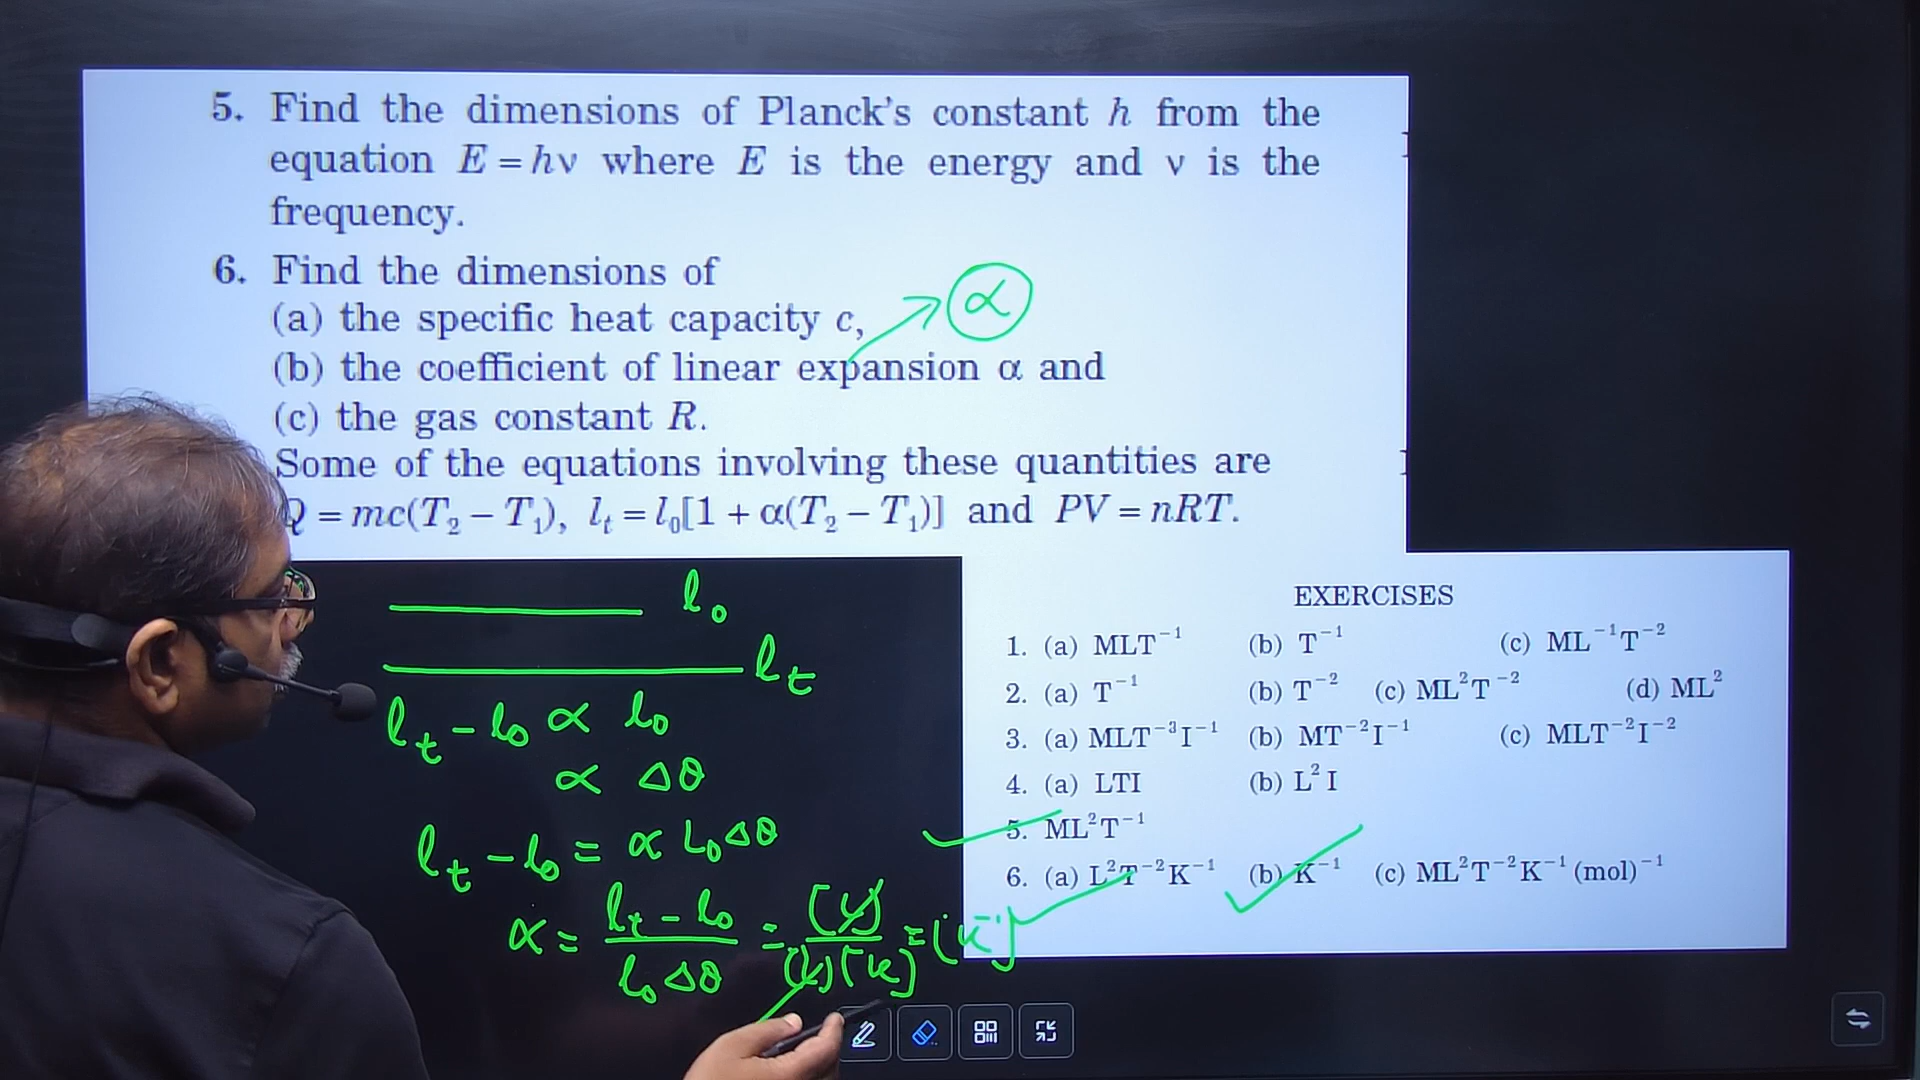 5. Find the dimensions of Planck's constant h from the
equation E = hν where E is the energy and ν is the
frequency.
6. Find the dimensions of
(a) the specific heat capacity c,
(b) the coefficient of linear expansion α and
(c) the gas constant R.
Some of the equations involving these quantities are
Q = mc(T₂ − T₁), lₜ = l₀[1 + α(T₂ − T₁)] and PV = nRT.
α
l₀
lₜ
lₜ − l₀ ∝ l₀
∝ Δθ
lₜ − l₀ = α l₀ Δθ
α = (lₜ − l₀) / (l₀ Δθ) = [L] / [L][K] = [K⁻¹]
EXERCISES
1. (a) MLT⁻¹ (b) T⁻¹ (c) ML⁻¹T⁻²
2. (a) T⁻¹ (b) T⁻² (c) ML²T⁻² (d) ML²
3. (a) MLT⁻³I⁻¹ (b) MT⁻²I⁻¹ (c) MLT⁻²I⁻²
4. (a) LTI (b) L²I
5. ML²T⁻¹
6. (a) L²T⁻²K⁻¹ (b) K⁻¹ (c) ML²T⁻²K⁻¹(mol)⁻¹